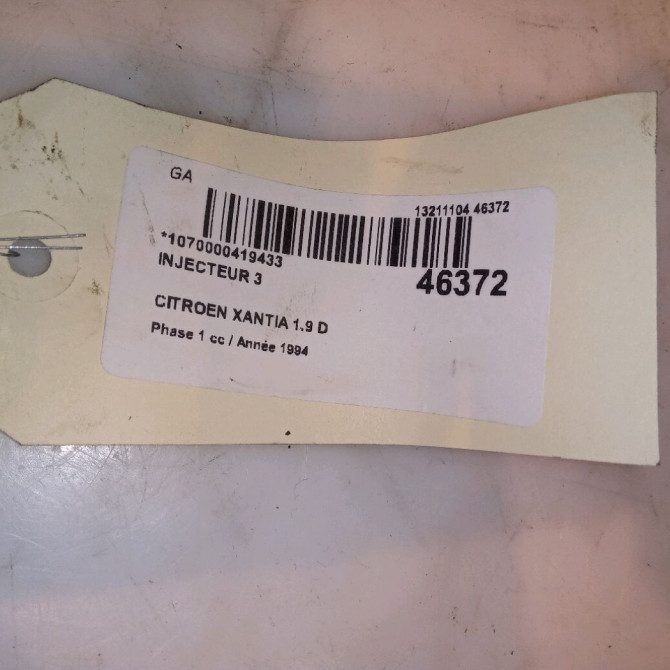 GA
13211104 46372
*1070000419433
46372
INJECTEUR 3
CITROEN XANTIA 1.9 D
Phase 1 cc / Année 1994